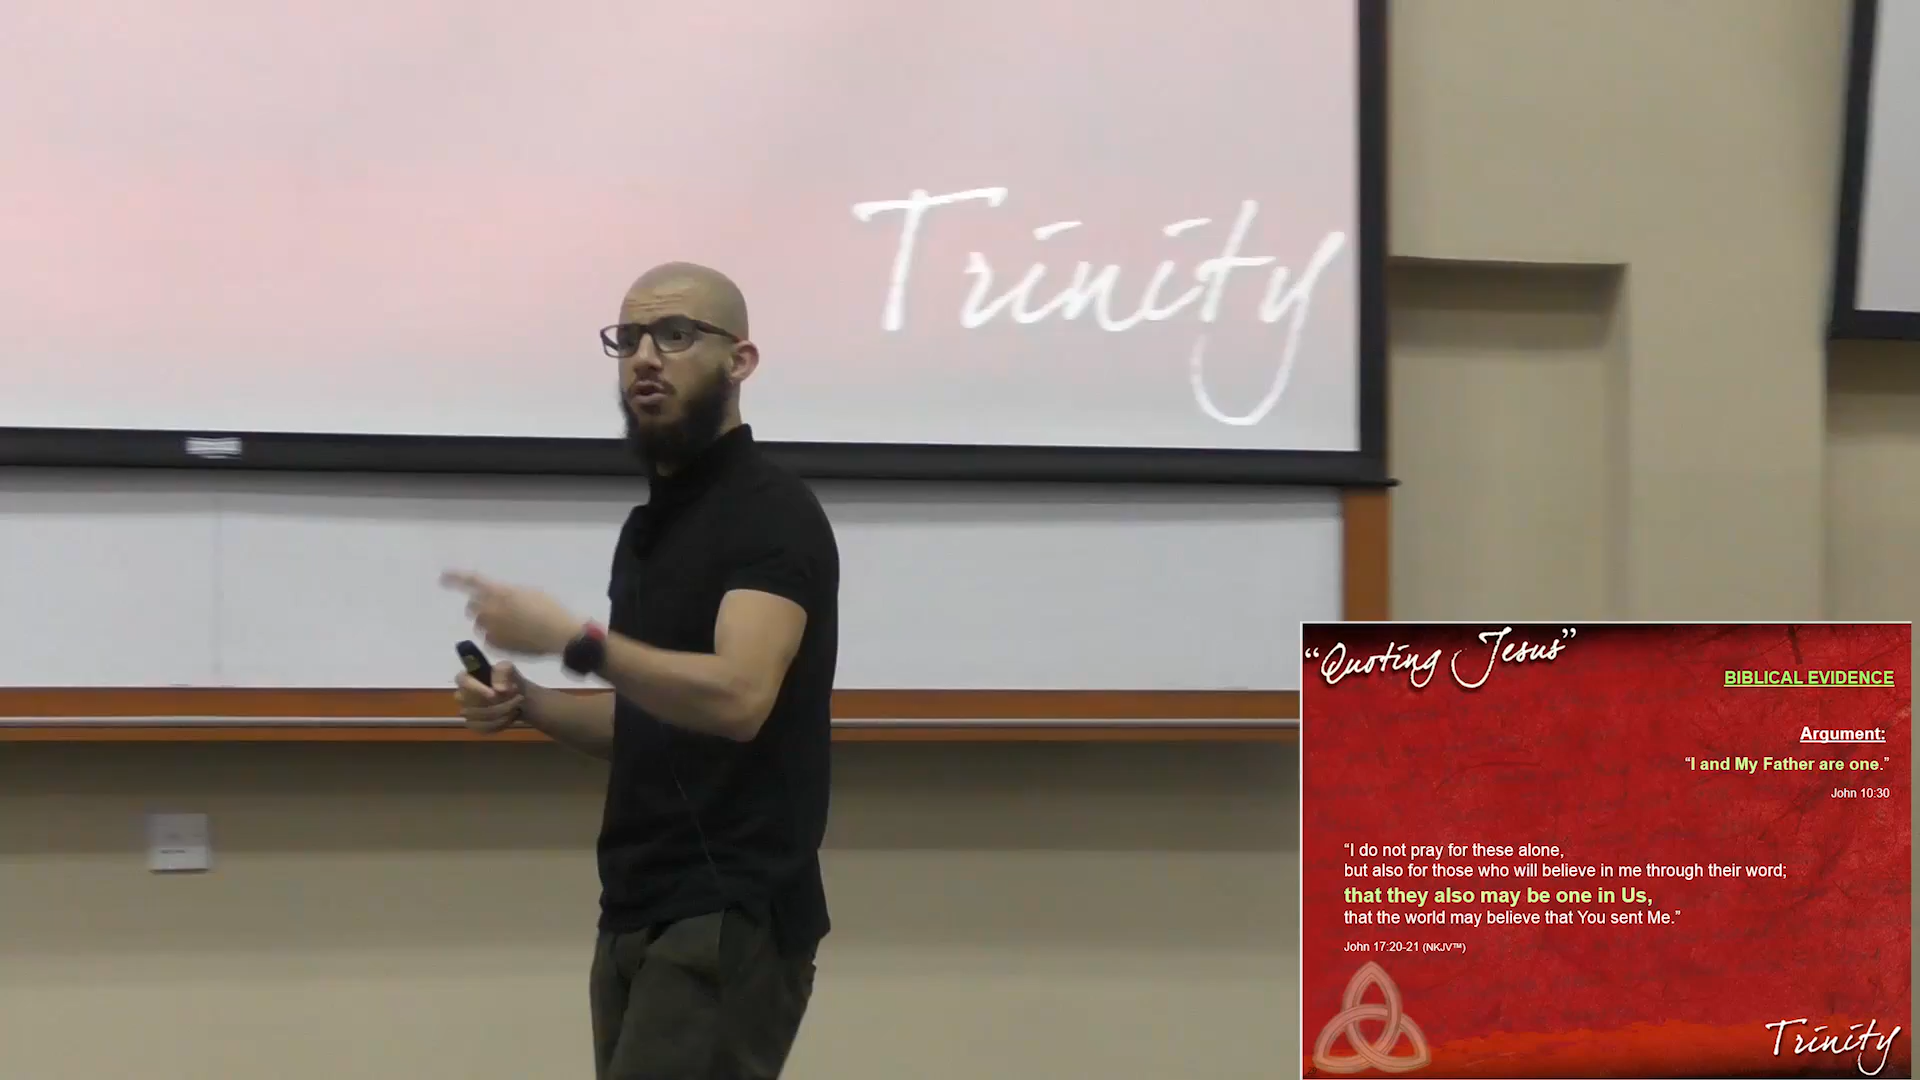 Trinity
“Quoting Jesus”
BIBLICAL EVIDENCE
Argument:
“I and My Father are one.”
John 10:30
“I do not pray for these alone,
but also for those who will believe in me through their word;
that they also may be one in Us,
that the world may believe that You sent Me.”
John 17:20-21 (NKJV™)
Trinity